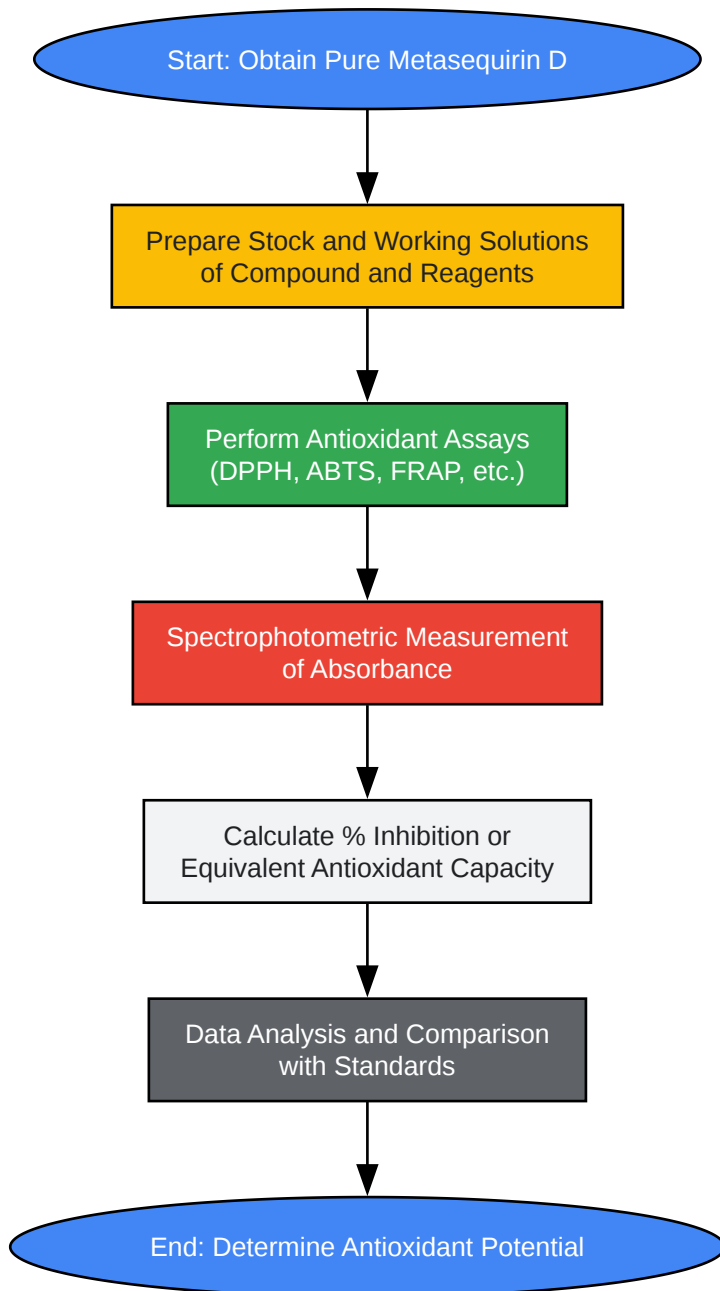 Start: Obtain Pure Metasequirin D
Prepare Stock and Working Solutions
of Compound and Reagents
Perform Antioxidant Assays
(DPPH, ABTS, FRAP, etc.)
Spectrophotometric Measurement
of Absorbance
Calculate % Inhibition or
Equivalent Antioxidant Capacity
Data Analysis and Comparison
with Standards
End: Determine Antioxidant Potential